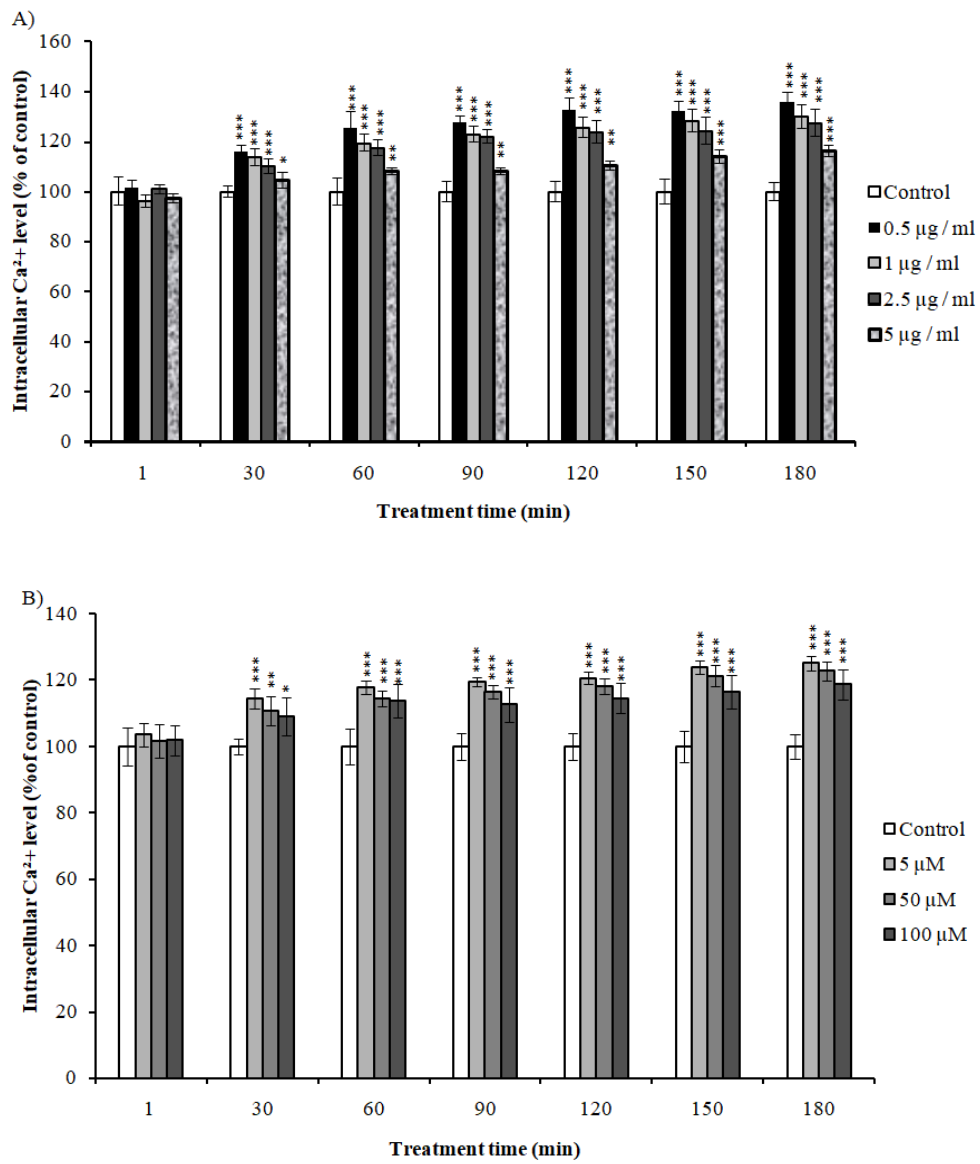 A)
160
140
120
100
80
60
40
20
0
Intracellular Ca²+ level (% of control)
*** *** *** *
*** *** *** **
*** *** *** **
*** *** *** **
*** *** *** ***
*** *** *** ***
1 30 60 90 120 150 180
Treatment time (min)
Control
0.5 µg / ml
1 µg / ml
2.5 µg / ml
5 µg / ml
B)
140
120
100
80
60
40
20
0
Intracellular Ca²+ level (%of control)
*** ** *
*** *** ***
*** *** ***
*** *** ***
*** *** ***
*** *** ***
1 30 60 90 120 150 180
Treatment time (min)
Control
5 µM
50 µM
100 µM